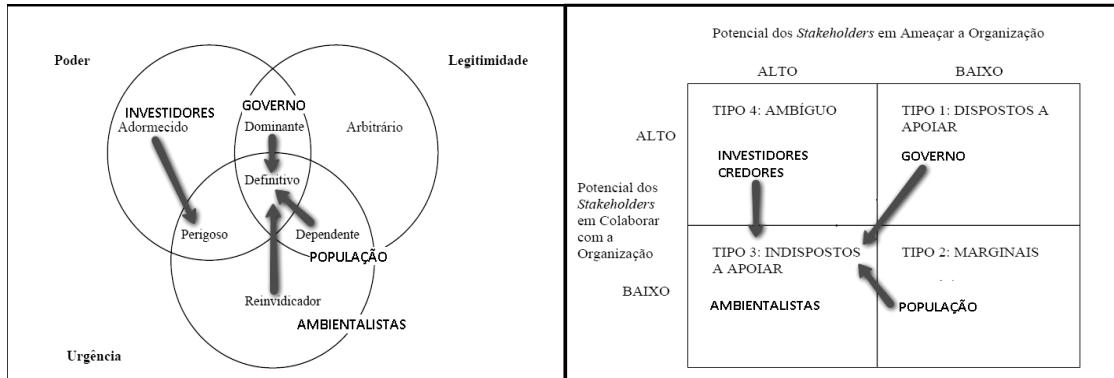 Poder
Legitimidade
INVESTIDORES
Adormecido
GOVERNO
Dominante
Arbitrário
Definitivo
Perigoso
Dependente
POPULAÇÃO
Reinvidicador
AMBIENTALISTAS
Urgência
Potencial dos Stakeholders em Ameaçar a Organização
ALTO
BAIXO
ALTO
TIPO 4: AMBÍGUO
INVESTIDORES
CREDORES
TIPO 1: DISPOSTOS A
APOIAR
GOVERNO
Potencial dos
Stakeholders
em Colaborar
com a
Organização
BAIXO
TIPO 3: INDISPOSTOS
A APOIAR
AMBIENTALISTAS
TIPO 2: MARGINAIS
POPULAÇÃO